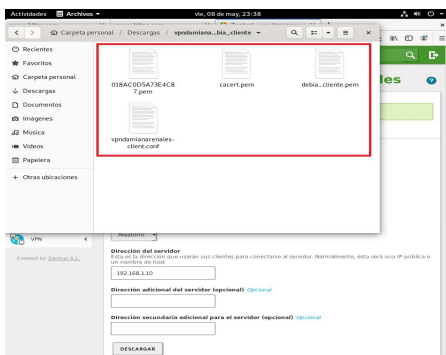 Actividades Archivos
vie, 08 de may, 23:38
Carpeta personal / Descargas / vpndamiana…bia_cliente
Recientes
Favoritos
Carpeta personal
Descargas
Documentos
Imágenes
Música
Vídeos
Papelera
+ Otras ubicaciones
018AC0D5A73E4C8
7.pem
cacert.pem
debia_cliente.pem
vpndamianarenales-
client.conf
les
VPN
Created by Zentyal S.L.
Aleatorio
Dirección del servidor
Esta es la dirección que usarán sus clientes para conectarse al servidor. Normalmente, ésta será una IP pública o
un nombre de host
192.168.1.10
Dirección adicional del servidor (opcional) Opcional
Dirección secundaria adicional para el servidor (opcional) Opcional
DESCARGAR